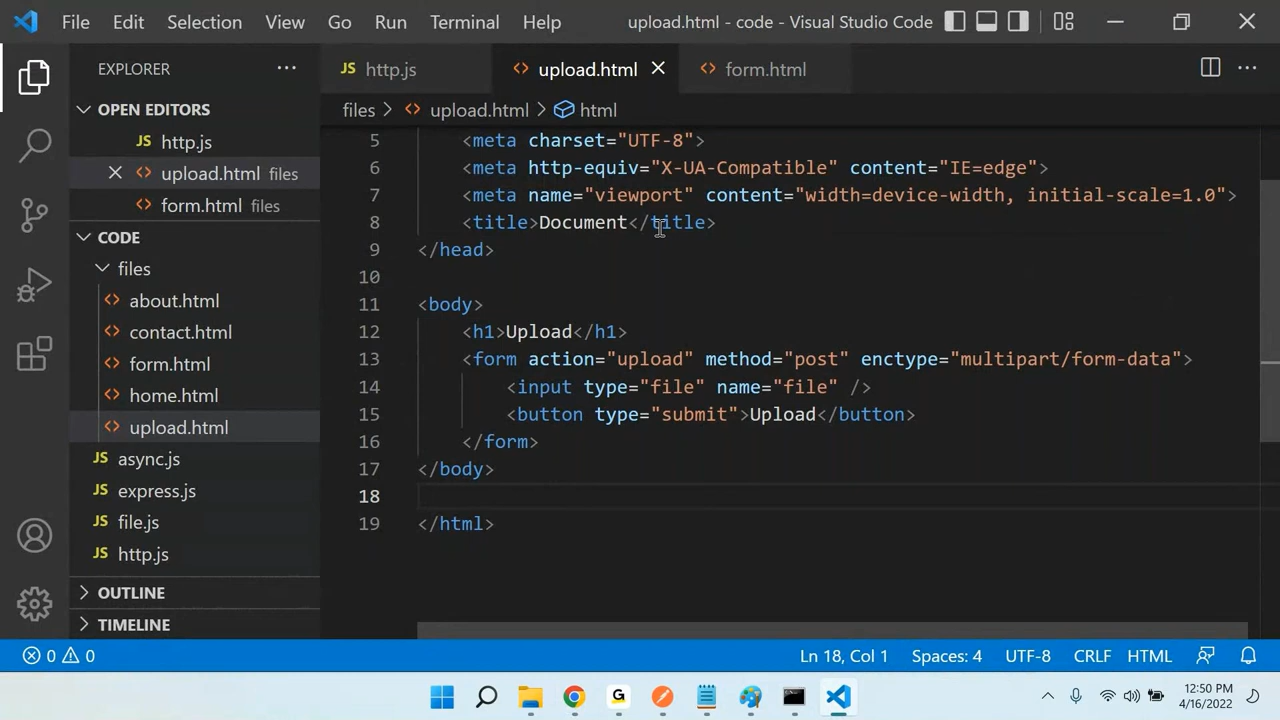 File Edit Selection View Go Run Terminal Help upload.html - code - Visual Studio Code
EXPLORER
JS http.js upload.html form.html
OPEN EDITORS
JS http.js
upload.html files
form.html files
CODE
files
about.html
contact.html
form.html
home.html
upload.html
JS async.js
JS express.js
JS file.js
JS http.js
OUTLINE
TIMELINE
files > upload.html > html
5 <meta charset="UTF-8">
6 <meta http-equiv="X-UA-Compatible" content="IE=edge">
7 <meta name="viewport" content="width=device-width, initial-scale=1.0">
8 <title>Document</title>
9 </head>
10
11 <body>
12 <h1>Upload</h1>
13 <form action="upload" method="post" enctype="multipart/form-data">
14 <input type="file" name="file" />
15 <button type="submit">Upload</button>
16 </form>
17 </body>
18
19 </html>
0 0 Ln 18, Col 1 Spaces: 4 UTF-8 CRLF HTML
G
12:50 PM
4/16/2022